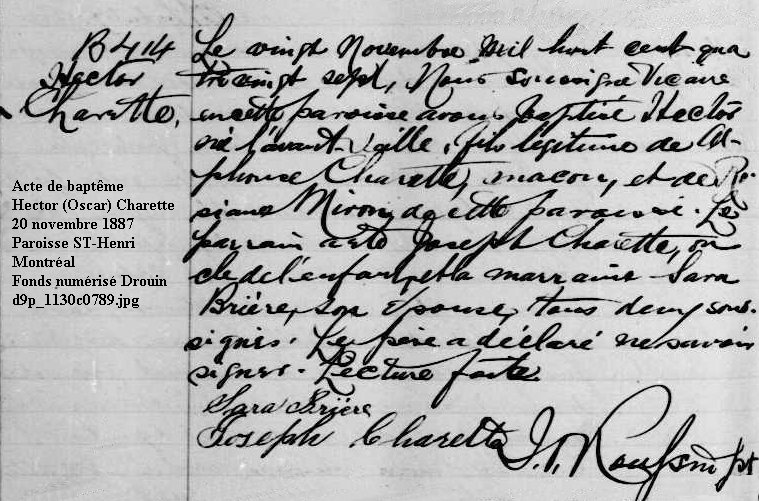 B414
Hector
Charette.
Le vingt Novembre Mil huit cent qua
tre vingt sept, Nous soussigné Vicaire
en cette paroisse avons baptisé Hector
né l'avant-veille, fils légitime de Al-
phonse Charette, maçon, et de Ro-
siana Miron, de cette paroisse. Le
parrain a été Joseph Charette, on
cle de l'enfant, et la marraine Sara
Brière, son épouse, tous deux sous-
signés. Le père a déclaré ne savoir
signer. Lecture faite.
Sara Brière
Joseph Charette
Acte de baptême
Hector (Oscar) Charette
20 novembre 1887
Paroisse ST-Henri
Montréal
Fonds numérisé Drouin
d9p_1130c0789.jpg